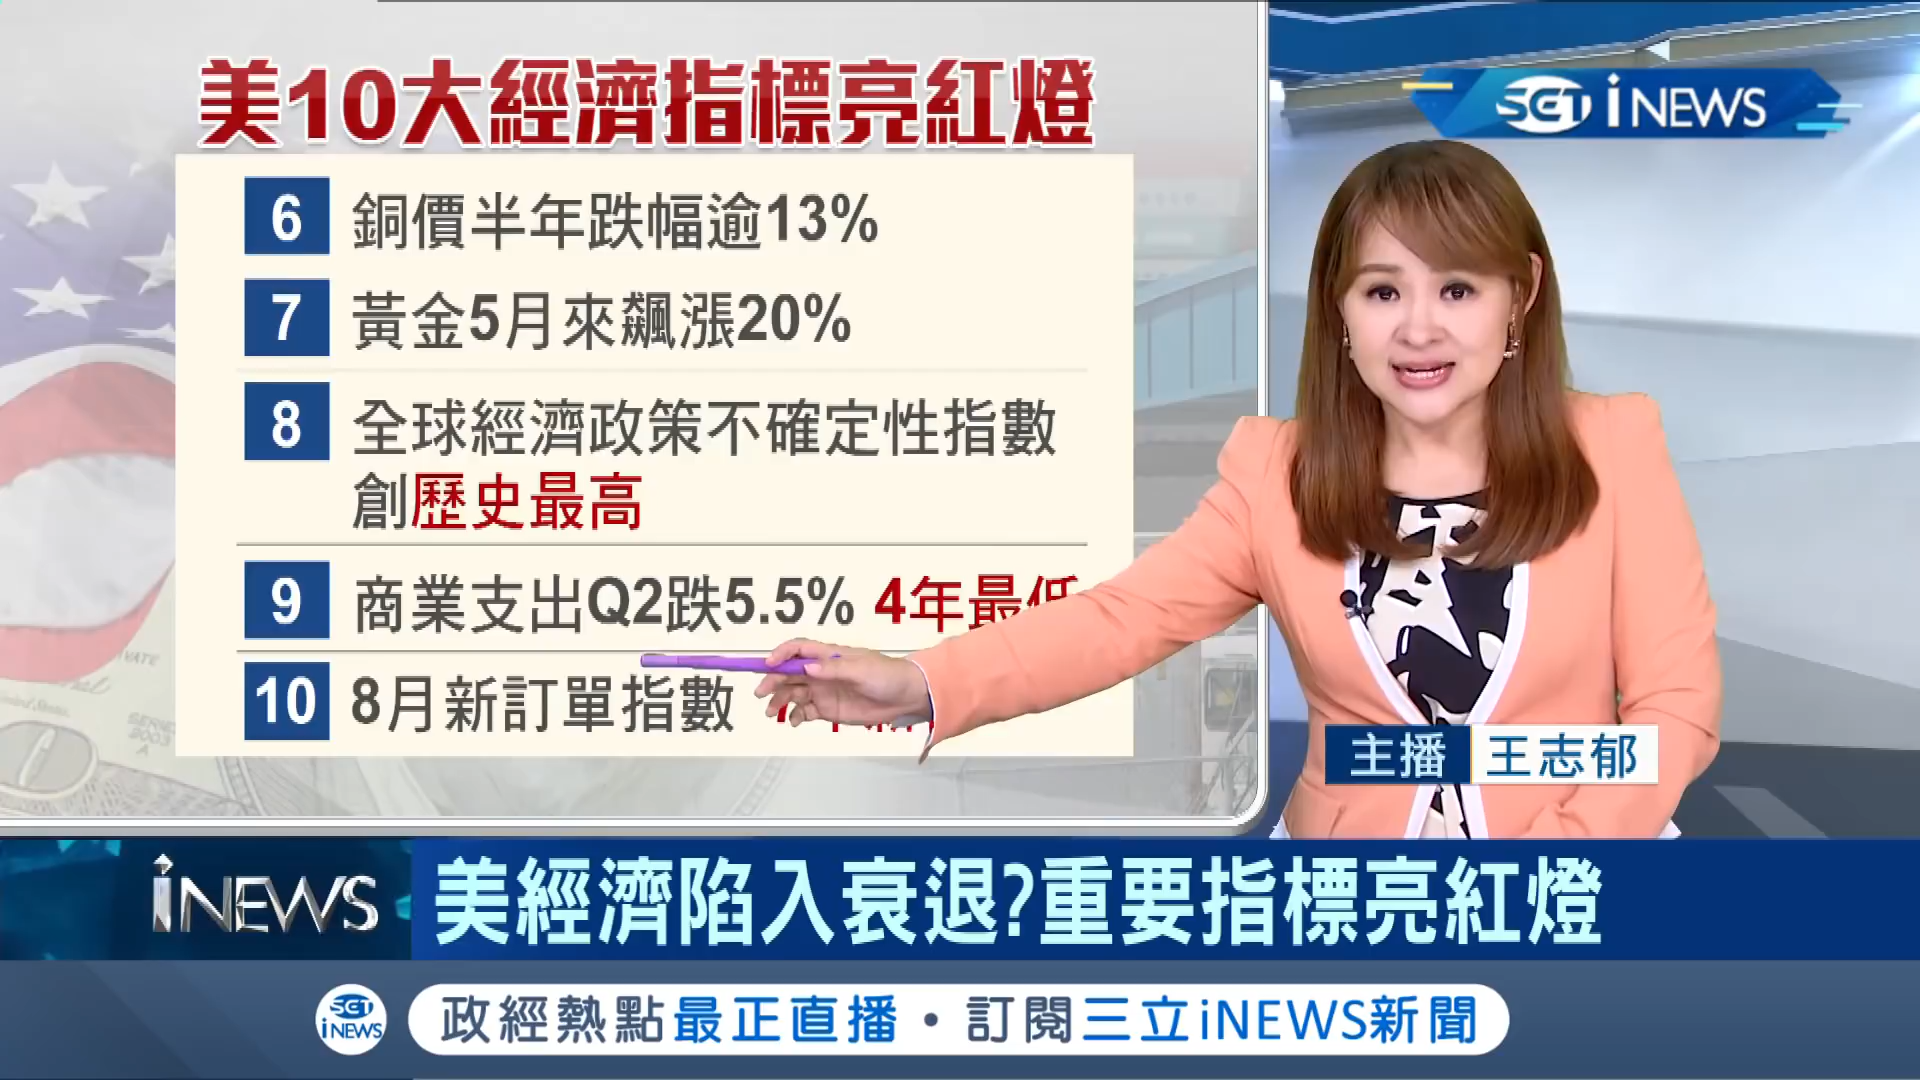 美10大經濟指標亮紅燈
6 銅價半年跌幅逾13%
7 黃金5月來飆漲20%
8 全球經濟政策不確定性指數
創歷史最高
9 商業支出Q2跌5.5% 4年最低
10 8月新訂單指數
SET iNEWS
主播 王志郁
iNEWS 美經濟陷入衰退?重要指標亮紅燈
SET iNEWS 政經熱點最正直播・訂閱三立iNEWS新聞